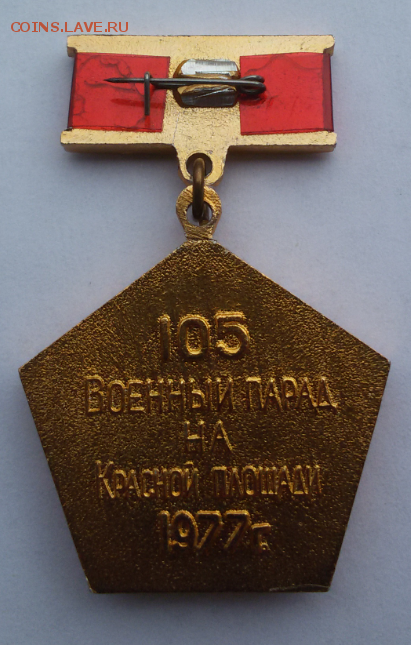 COINS.LAVE.RU
105
ВОЕННЫЙ ПАРАД
НА
КРАСНОЙ ПЛОЩАДИ
1977г.